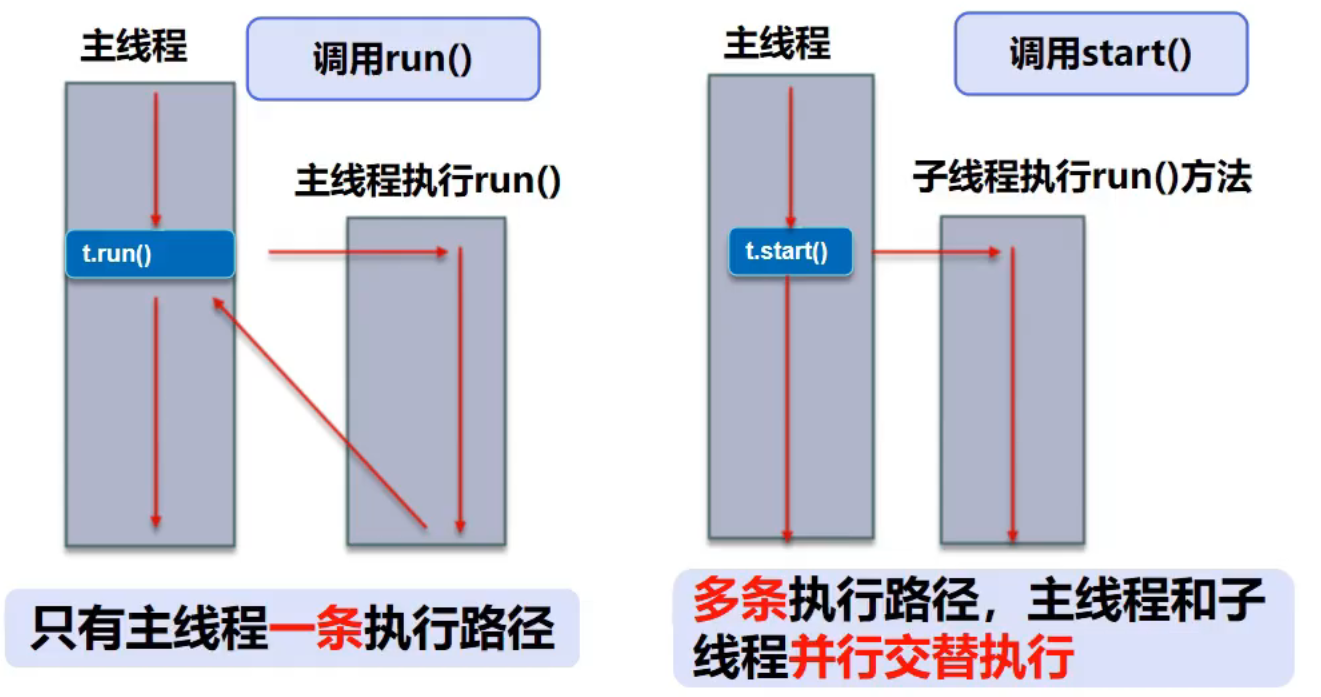 主线程
调用run()
主线程执行run()
t.run()
只有主线程一条执行路径
主线程
调用start()
子线程执行run()方法
t.start()
多条执行路径，主线程和子
线程并行交替执行